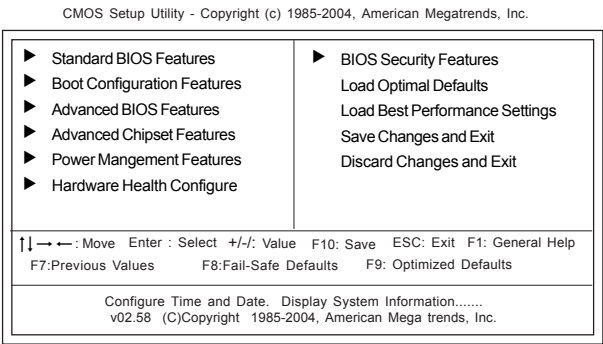 CMOS Setup Utility - Copyright (c) 1985-2004, American Megatrends, Inc.
► Standard BIOS Features
► Boot Configuration Features
► Advanced BIOS Features
► Advanced Chipset Features
► Power Mangement Features
► Hardware Health Configure
► BIOS Security Features
Load Optimal Defaults
Load Best Performance Settings
Save Changes and Exit
Discard Changes and Exit
↑↓→←: Move Enter : Select +/-/: Value F10: Save ESC: Exit F1: General Help
F7:Previous Values F8:Fail-Safe Defaults F9: Optimized Defaults
Configure Time and Date. Display System Information.......
v02.58 (C)Copyright 1985-2004, American Mega trends, Inc.